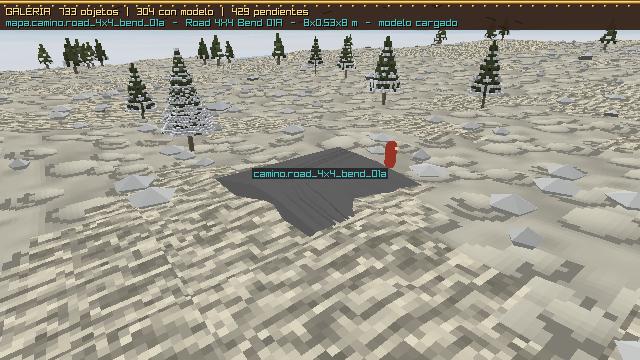 GALERIA 733 objetos | 304 con modelo | 429 pendientes
mapa.camino.road_4x4_bend_01a - Road 4X4 Bend 01A - 8x0.53x8 m - modelo cargado
camino.road_4x4_bend_01a